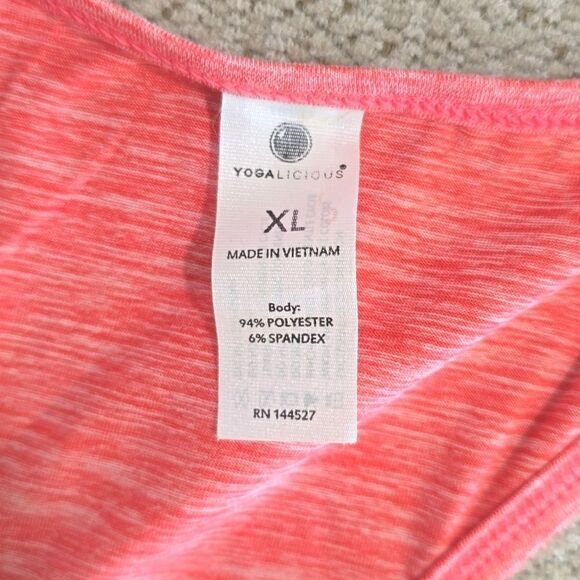 YOGALICIOUS®
XL
MADE IN VIETNAM
Body:
94% POLYESTER
6% SPANDEX
RN 144527